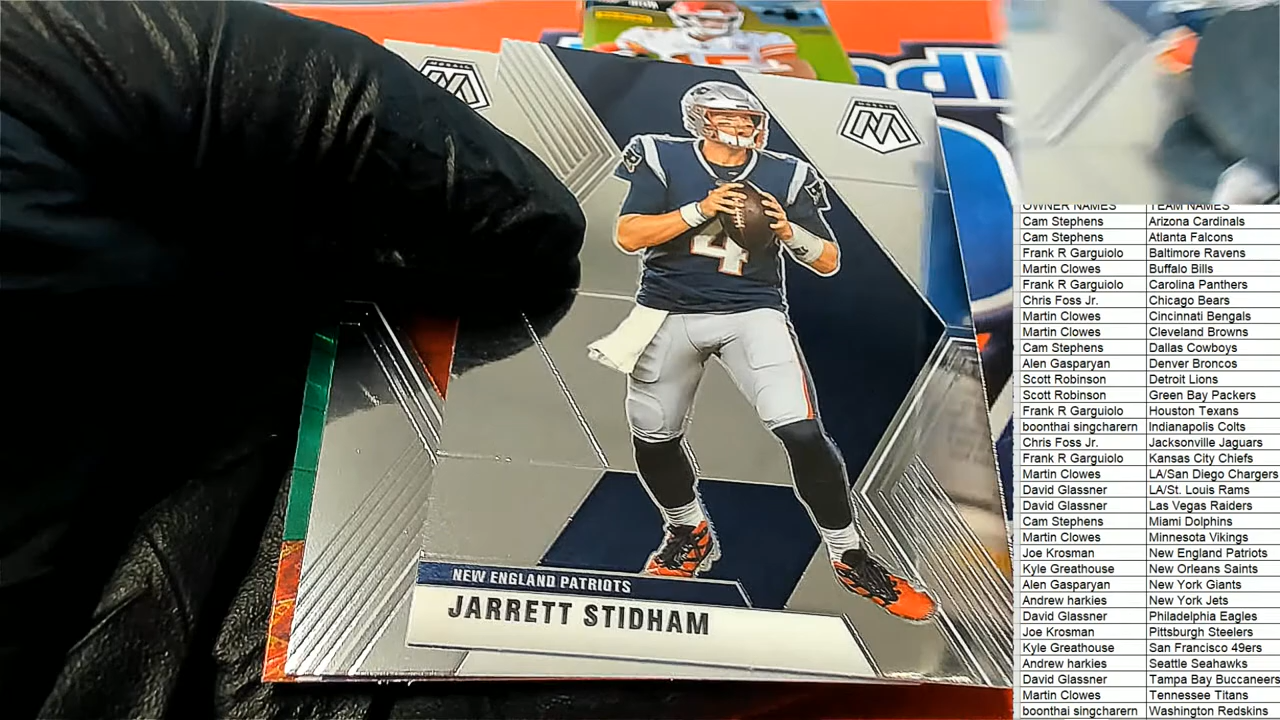 MOSAIC
M
NEW ENGLAND PATRIOTS
JARRETT STIDHAM
4
OWNER NAMES TEAM NAMES
Cam Stephens Arizona Cardinals
Cam Stephens Atlanta Falcons
Frank R Garguiolo Baltimore Ravens
Martin Clowes Buffalo Bills
Frank R Garguiolo Carolina Panthers
Chris Foss Jr. Chicago Bears
Martin Clowes Cincinnati Bengals
Martin Clowes Cleveland Browns
Cam Stephens Dallas Cowboys
Alen Gasparyan Denver Broncos
Scott Robinson Detroit Lions
Scott Robinson Green Bay Packers
Frank R Garguiolo Houston Texans
boonthai singcharern Indianapolis Colts
Chris Foss Jr. Jacksonville Jaguars
Frank R Garguiolo Kansas City Chiefs
Martin Clowes LA/San Diego Chargers
David Glassner LA/St. Louis Rams
David Glassner Las Vegas Raiders
Cam Stephens Miami Dolphins
Martin Clowes Minnesota Vikings
Joe Krosman New England Patriots
Kyle Greathouse New Orleans Saints
Alen Gasparyan New York Giants
Andrew harkies New York Jets
David Glassner Philadelphia Eagles
Joe Krosman Pittsburgh Steelers
Kyle Greathouse San Francisco 49ers
Andrew harkies Seattle Seahawks
David Glassner Tampa Bay Buccaneers
Martin Clowes Tennessee Titans
boonthai singcharern Washington Redskins